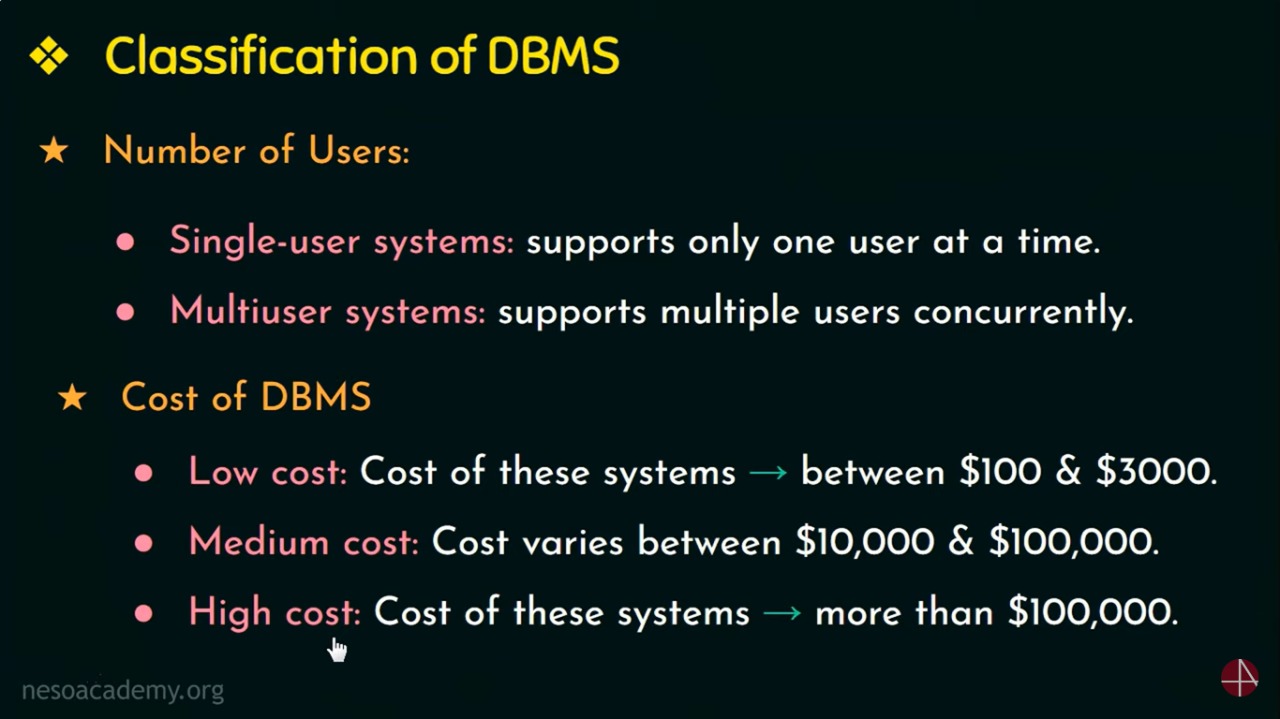 ❖ Classification of DBMS
★ Number of Users:
● Single-user systems: supports only one user at a time.
● Multiuser systems: supports multiple users concurrently.
★ Cost of DBMS
● Low cost: Cost of these systems → between $100 & $3000.
● Medium cost: Cost varies between $10,000 & $100,000.
● High cost: Cost of these systems → more than $100,000.
nesoacademy.org